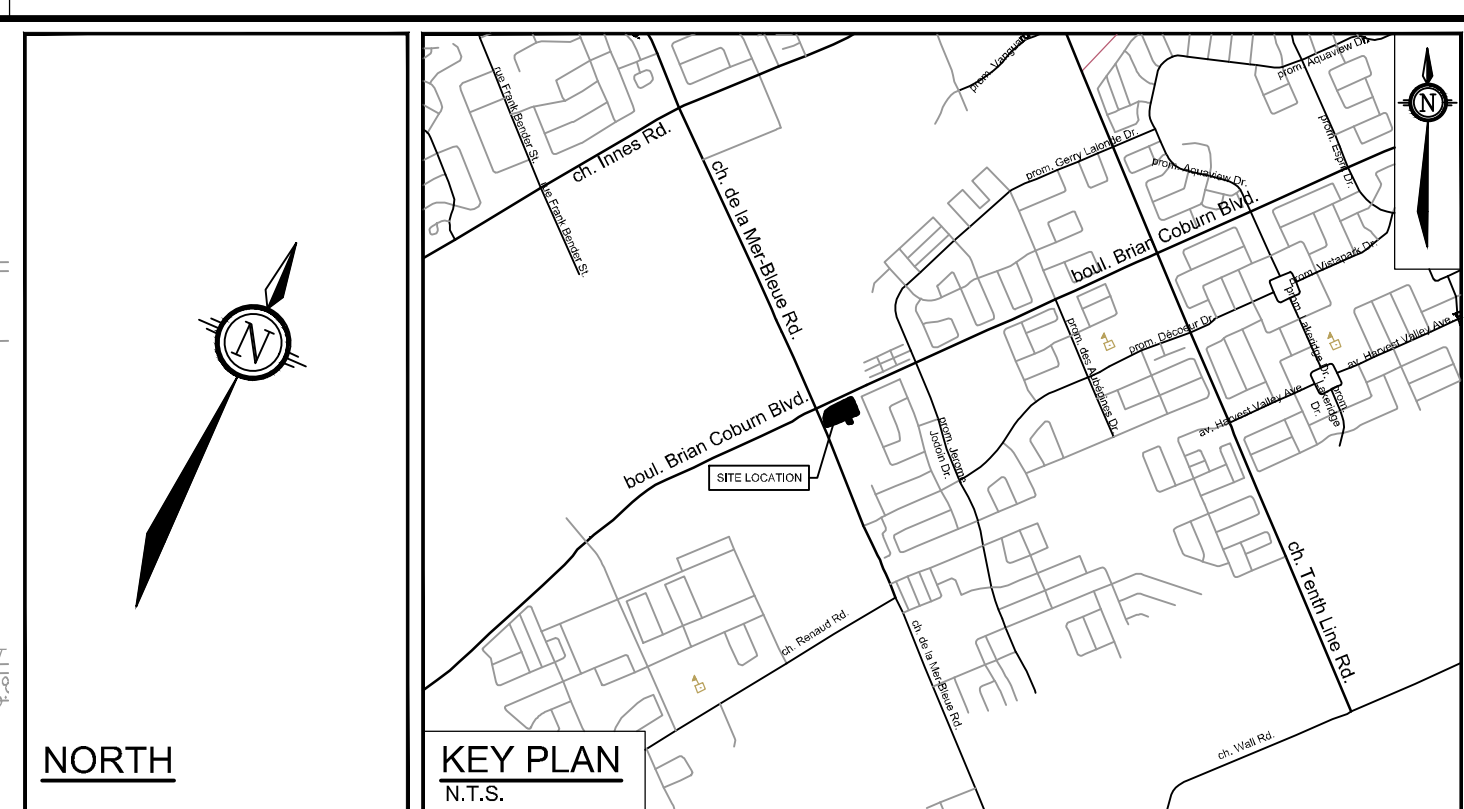 N
NORTH
KEY PLAN
N.T.S.
N
rue Frank Bender St.
rue Frank Bender St.
ch. Innes Rd.
ch. de la Mer-Bleue Rd.
prom. Aquaview Dr.
prom. Gerry Lalonde Dr.
prom. Aquaview Dr.
prom. Esprit Dr.
boul. Brian Coburn Blvd.
prom. Vistapark Dr.
prom. Lakeridge Dr.
prom. des Aubépines Dr.
prom. Décoeur Dr.
av. Harvest Valley Ave
av. Harvest Valley Ave.
prom.
Lakeridge
Dr.
boul. Brian Coburn Blvd.
prom. Jerome
Jodoin Dr.
SITE LOCATION
ch. Tenth Line Rd.
ch. Renaud Rd.
ch. de la Mer-Bleue Rd.
ch. Wall Rd.